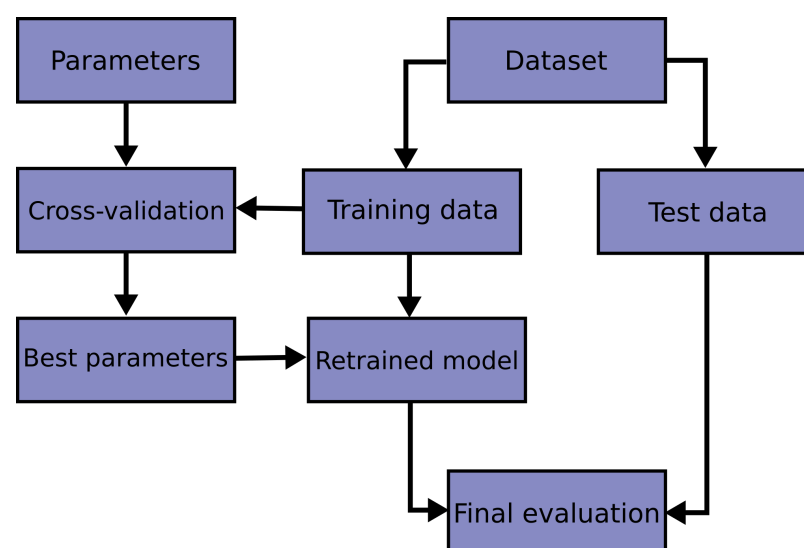 Parameters
Dataset
Cross-validation
Training data
Test data
Best parameters
Retrained model
Final evaluation